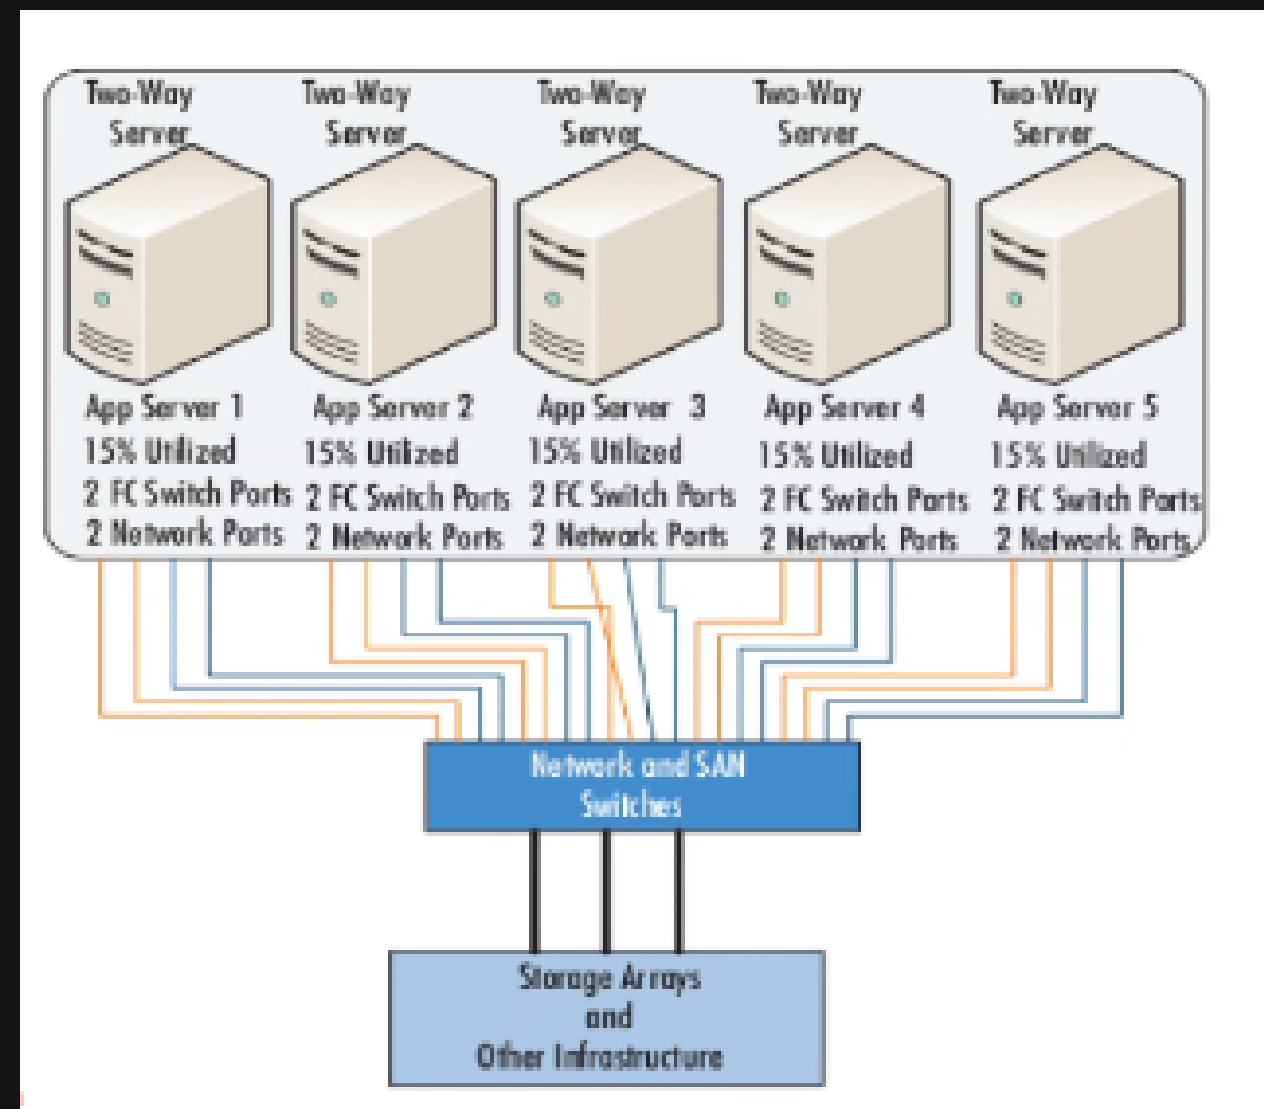 Two-Way
Server
Two-Way
Server
Two-Way
Server
Two-Way
Server
Two-Way
Server
App Server 1
15% Utilized
2 FC Switch Ports
2 Network Ports
App Server 2
15% Utilized
2 FC Switch Ports
2 Network Ports
App Server 3
15% Utilized
2 FC Switch Ports
2 Network Ports
App Server 4
15% Utilized
2 FC Switch Ports
2 Network Ports
App Server 5
15% Utilized
2 FC Switch Ports
2 Network Ports
Network and SAN
Switches
Storage Arrays
and
Other Infrastructure